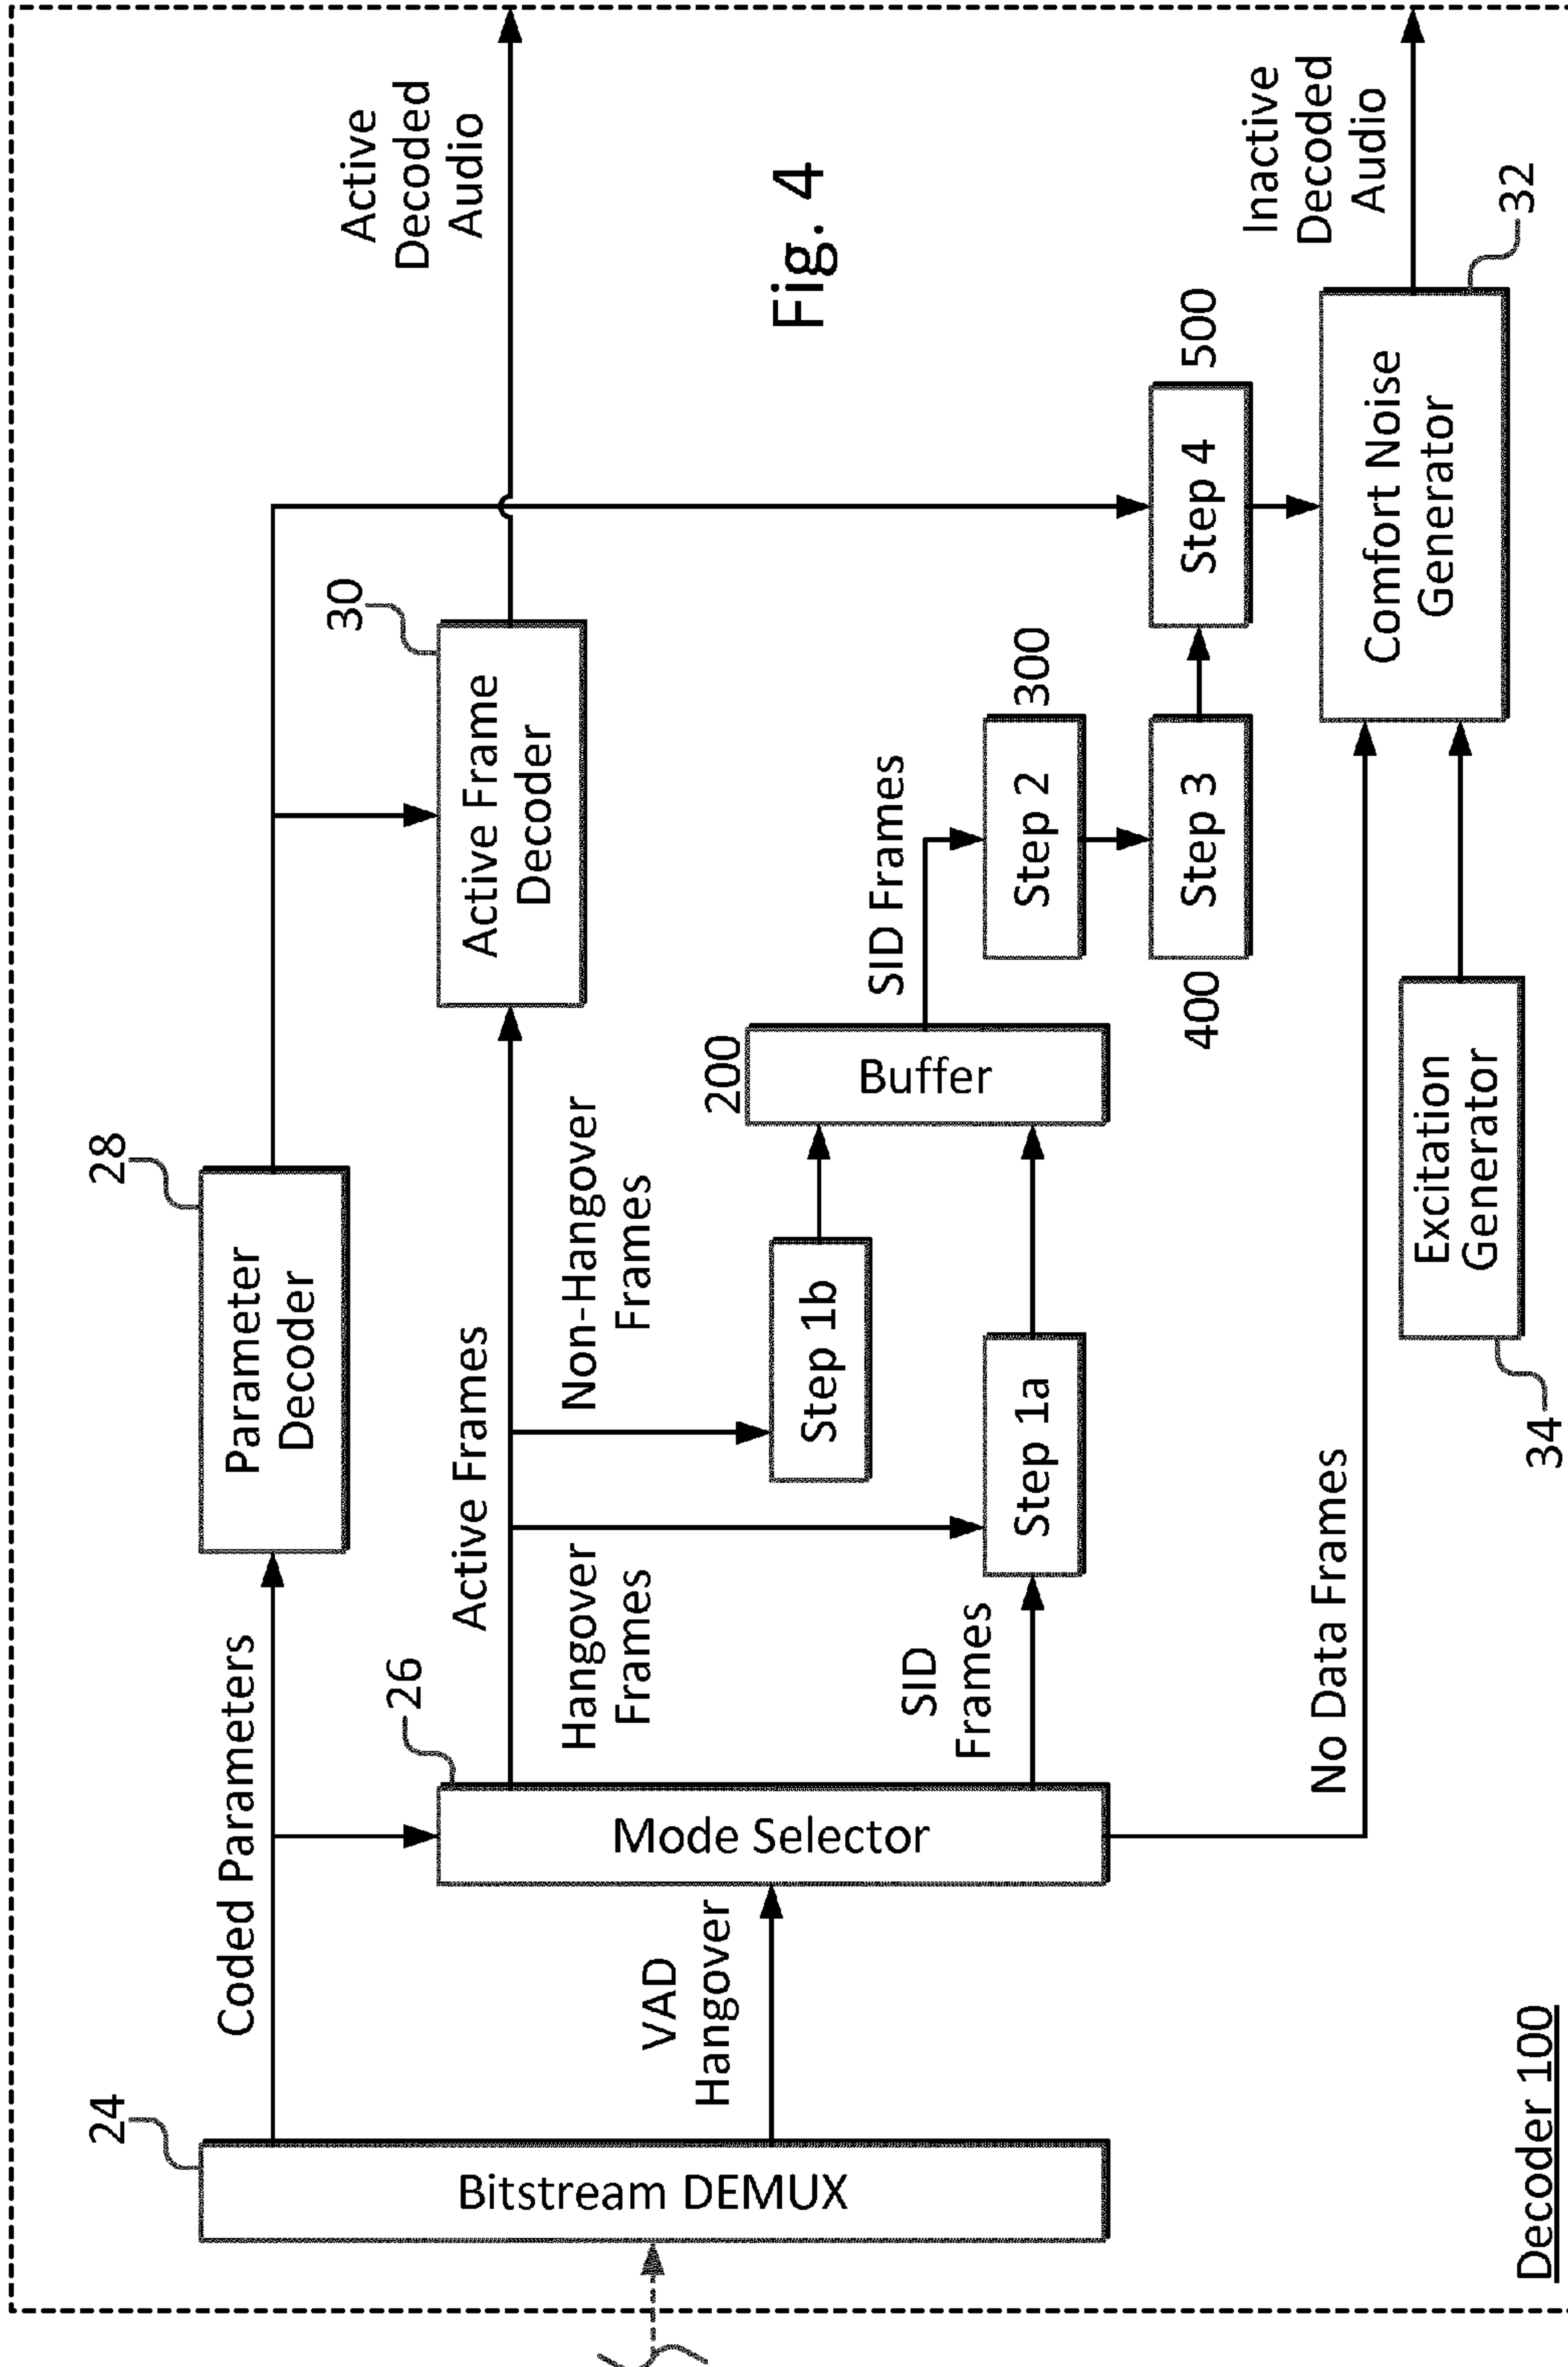 24
Bitstream DEMUX
Coded Parameters
VAD
Hangover
26
Mode Selector
28
Parameter
Decoder
Active Frames
Hangover
Frames
Non-Hangover
Frames
SID
Frames
Step 1b
Step 1a
No Data Frames
200
Buffer
SID Frames
30
Active Frame
Decoder
Step 2
300
Step 3
400
Step 4
500
Excitation
Generator
34
Comfort Noise
Generator
32
Active
Decoded
Audio
Inactive
Decoded
Audio
Fig. 4
Decoder 100